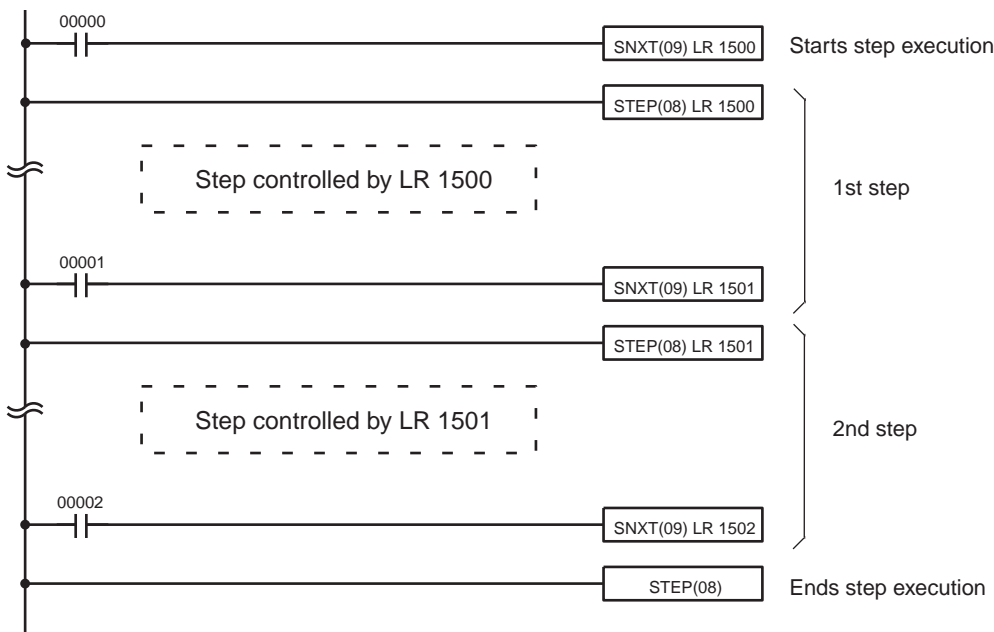 00000
SNXT(09) LR 1500 Starts step execution
STEP(08) LR 1500
Step controlled by LR 1500
1st step
00001
SNXT(09) LR 1501
STEP(08) LR 1501
Step controlled by LR 1501
2nd step
00002
SNXT(09) LR 1502
STEP(08) Ends step execution